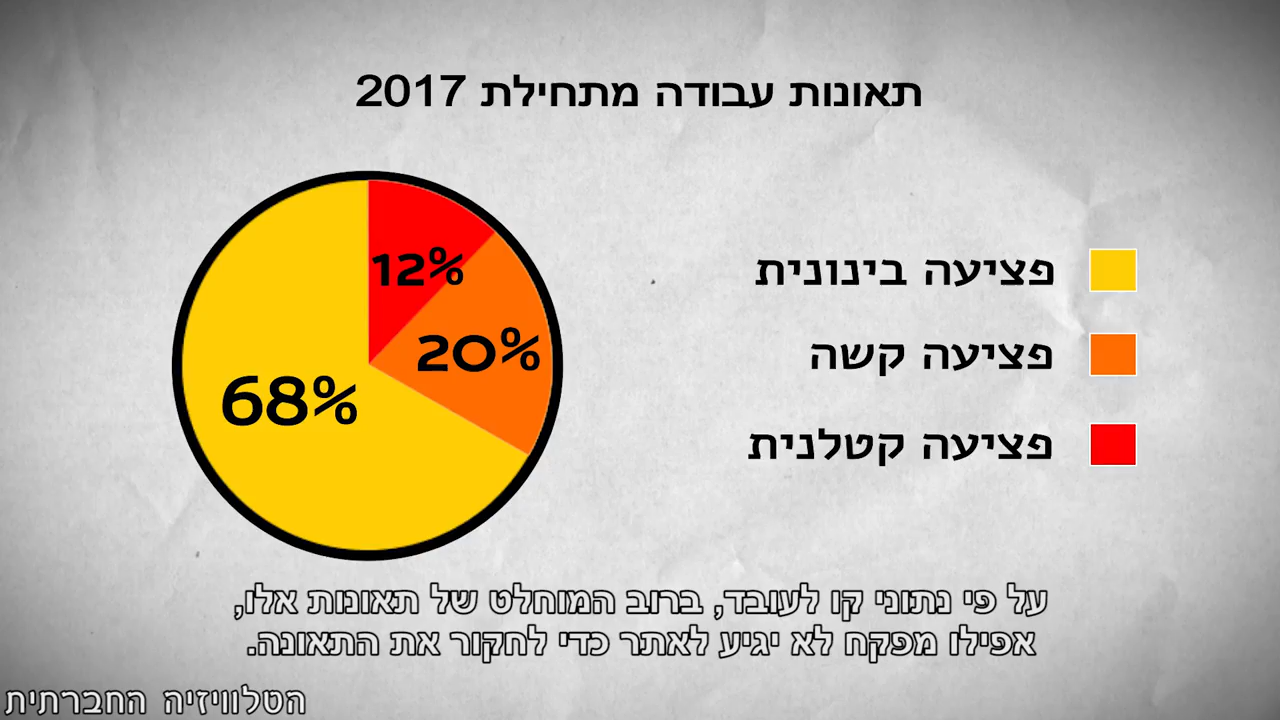 תאונות עבודה מתחילת 2017
12%
20%
68%
פציעה בינונית
פציעה קשה
פציעה קטלנית
על פי נתוני קו לעובד, ברוב המוחלט של תאונות אלו,
אפילו מפקח לא יגיע לאתר כדי לחקור את התאונה.
הטלוויזיה החברתית